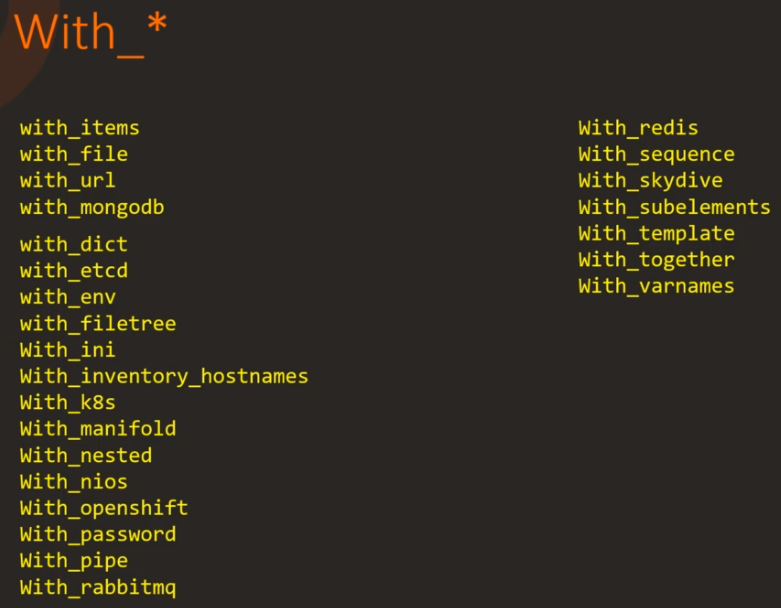 With_*
with_items
with_file
with_url
with_mongodb
with_dict
with_etcd
with_env
with_filetree
With_ini
With_inventory_hostnames
With_k8s
With_manifold
With_nested
With_nios
With_openshift
With_password
With_pipe
With_rabbitmq
With_redis
With_sequence
With_skydive
With_subelements
With_template
With_together
With_varnames